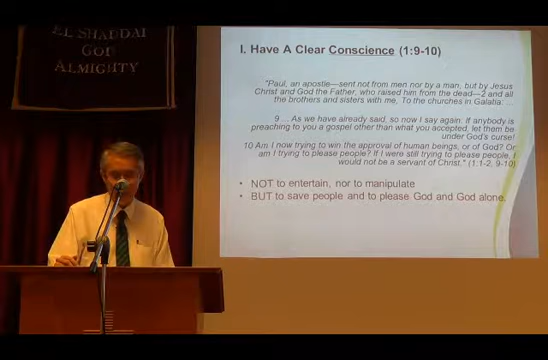 EL SHADDAI
GOD
ALMIGHTY
I. Have A Clear Conscience (1:9-10)
"Paul, an apostle—sent not from men nor by a man, but by Jesus
Christ and God the Father, who raised him from the dead—2 and all
the brothers and sisters with me, To the churches in Galatia: ...
9 ... As we have already said, so now I say again: If anybody is
preaching to you a gospel other than what you accepted, let them be
under God's curse!
10 Am I now trying to win the approval of human beings, or of God? Or
am I trying to please people? If I were still trying to please people, I
would not be a servant of Christ." (1:1-2, 9-10)
• NOT to entertain, nor to manipulate
• BUT to save people and to please God and God alone.